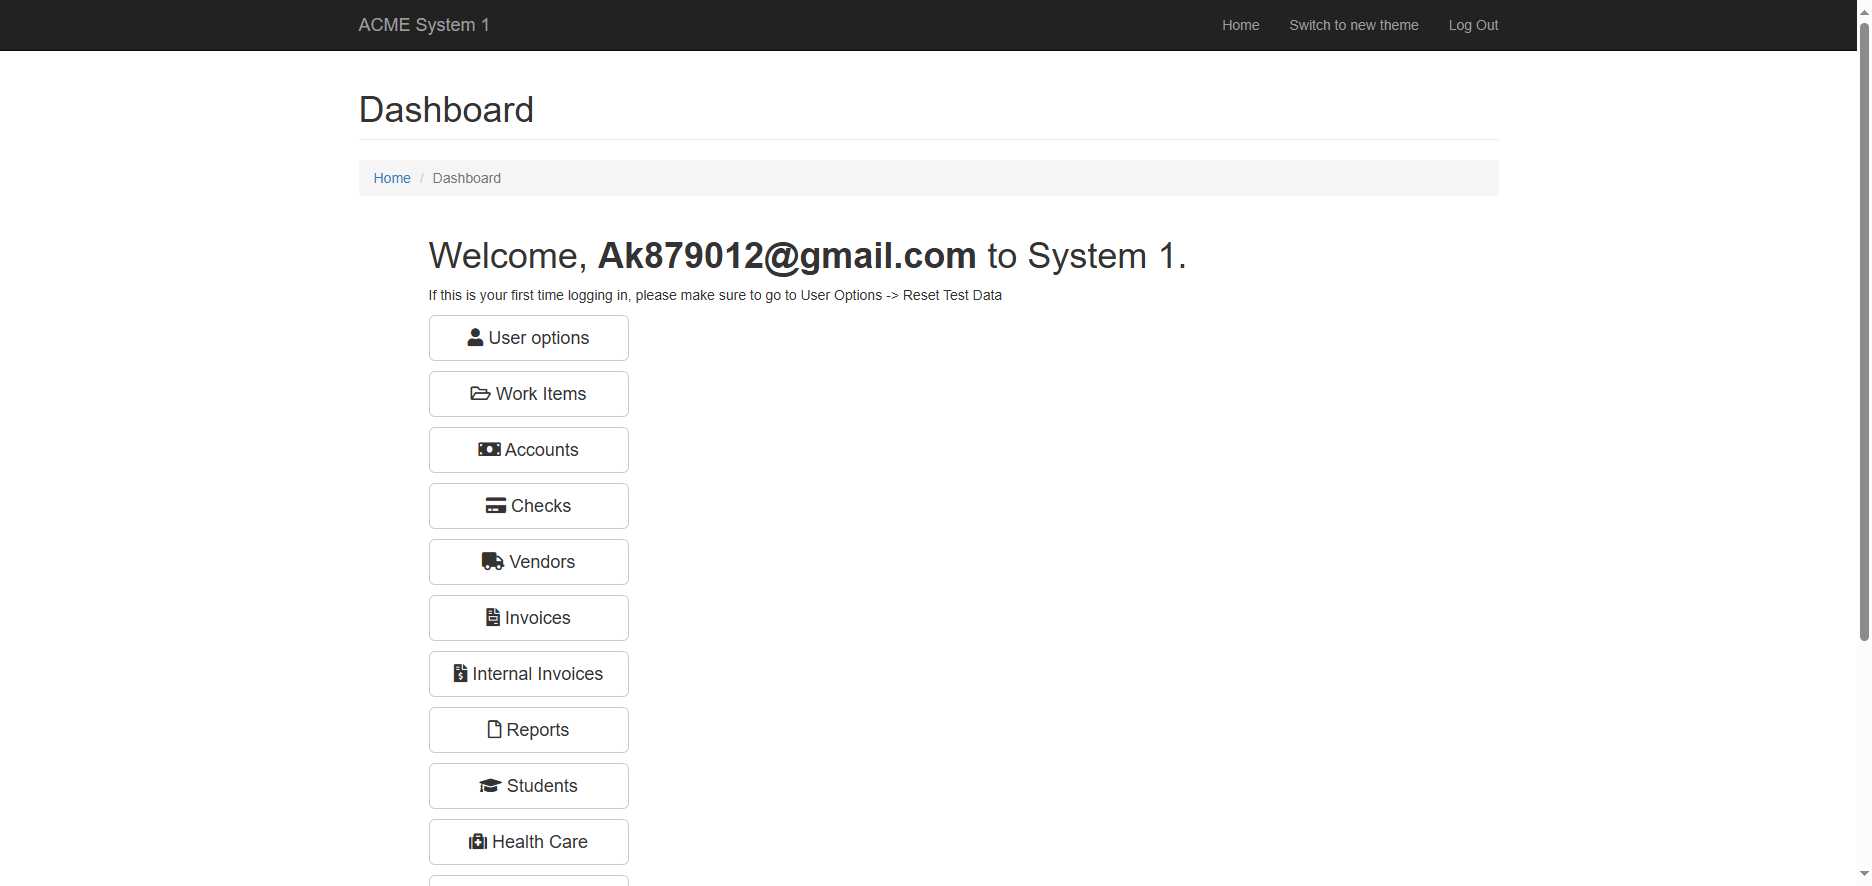 ACME System 1
Home
Switch to new theme
Log Out
Dashboard
Home / Dashboard
Welcome, Ak879012@gmail.com to System 1.
If this is your first time logging in, please make sure to go to User Options -> Reset Test Data
User options
Work Items
Accounts
Checks
Vendors
Invoices
Internal Invoices
Reports
Students
Health Care